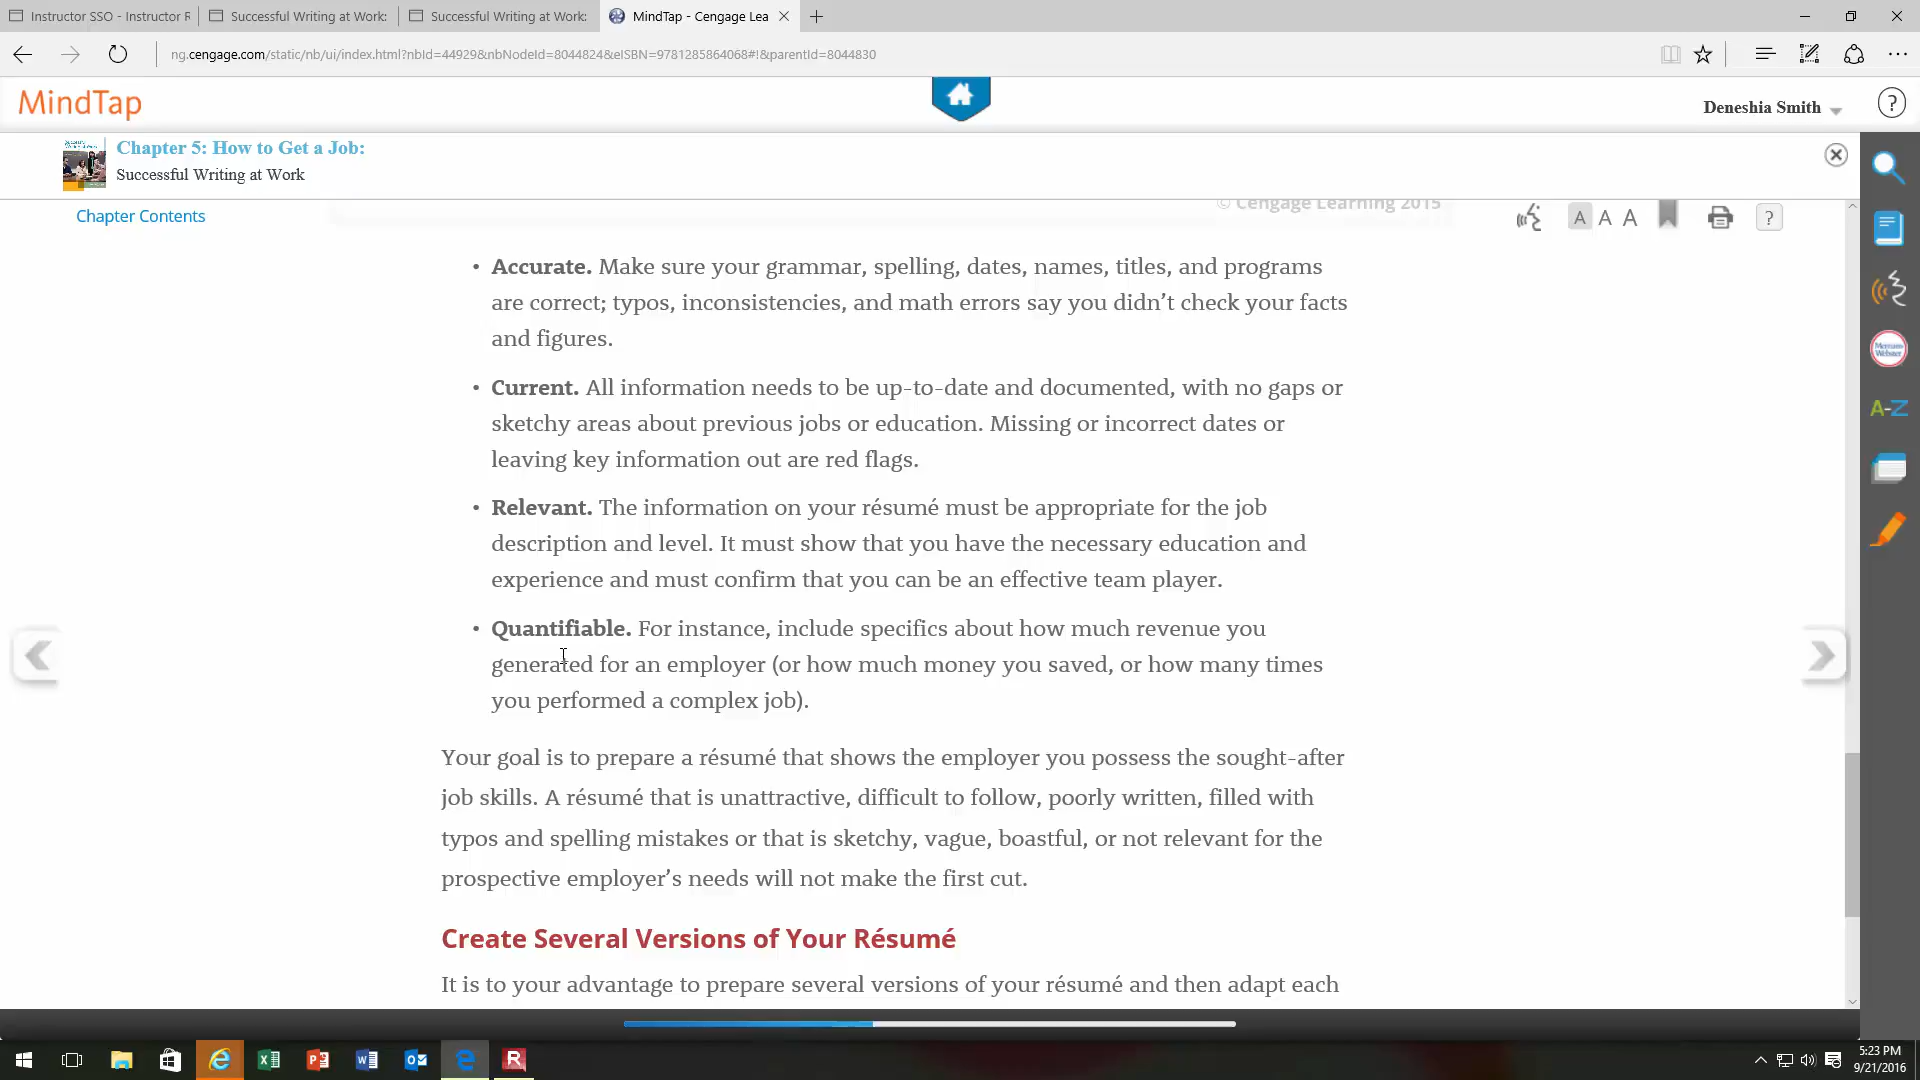 Instructor SSO - Instructor R
Successful Writing at Work:
Successful Writing at Work:
MindTap - Cengage Lea
ng.cengage.com/static/nb/ui/index.html?nbId=44929&nbNodeId=8044824&eISBN=9781285864068#!&parentId=8044830
MindTap
Deneshia Smith
?
Chapter 5: How to Get a Job:
Successful Writing at Work
Chapter Contents
© Cengage Learning 2015
A A A
?
• Accurate. Make sure your grammar, spelling, dates, names, titles, and programs
are correct; typos, inconsistencies, and math errors say you didn’t check your facts
and figures.
• Current. All information needs to be up-to-date and documented, with no gaps or
sketchy areas about previous jobs or education. Missing or incorrect dates or
leaving key information out are red flags.
• Relevant. The information on your résumé must be appropriate for the job
description and level. It must show that you have the necessary education and
experience and must confirm that you can be an effective team player.
• Quantifiable. For instance, include specifics about how much revenue you
generated for an employer (or how much money you saved, or how many times
you performed a complex job).
Your goal is to prepare a résumé that shows the employer you possess the sought-after
job skills. A résumé that is unattractive, difficult to follow, poorly written, filled with
typos and spelling mistakes or that is sketchy, vague, boastful, or not relevant for the
prospective employer’s needs will not make the first cut.
Create Several Versions of Your Résumé
It is to your advantage to prepare several versions of your résumé and then adapt each
Merriam-
Webster
A-Z
5:23 PM
9/21/2016